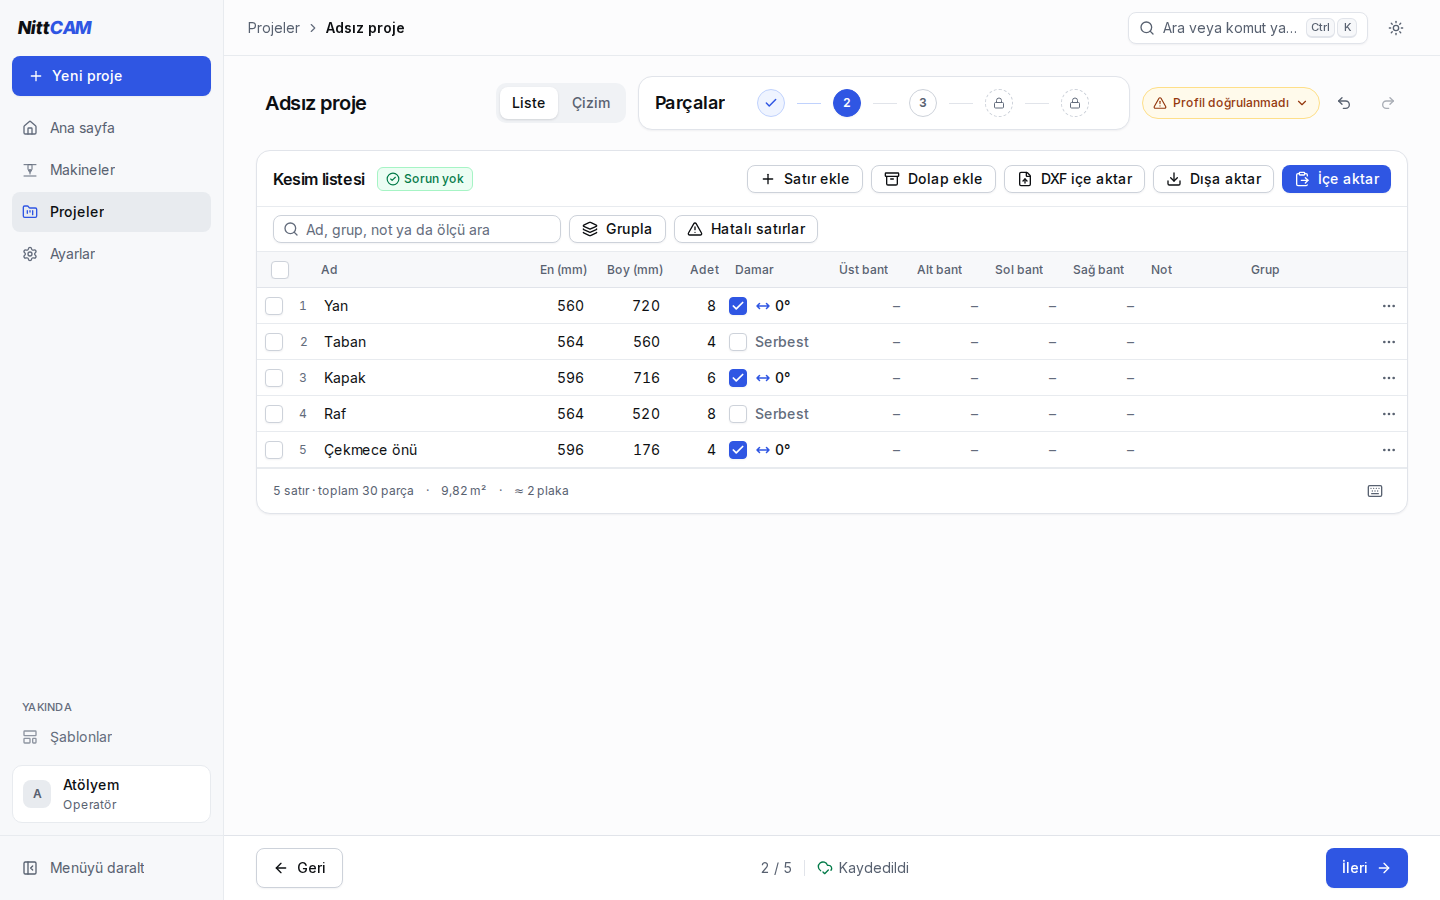 NittCAM
Yeni proje
Ana sayfa
Makineler
Projeler
Ayarlar
YAKINDA
Şablonlar
A
Atölyem
Operatör
Menüyü daralt
Projeler > Adsız proje
Ara veya komut ya... Ctrl K
Adsız proje
Liste Çizim
Parçalar 2 3
Profil doğrulanmadı
Kesim listesi Sorun yok
Satır ekle Dolap ekle DXF içe aktar Dışa aktar İçe aktar
Ad, grup, not ya da ölçü ara Grupla Hatalı satırlar
Ad En (mm) Boy (mm) Adet Damar Üst bant Alt bant Sol bant Sağ bant Not Grup
1 Yan 560 720 8 ↔ 0° – – – –
2 Taban 564 560 4 Serbest – – – –
3 Kapak 596 716 6 ↔ 0° – – – –
4 Raf 564 520 8 Serbest – – – –
5 Çekmece önü 596 176 4 ↔ 0° – – – –
5 satır · toplam 30 parça · 9,82 m² · ≈ 2 plaka
Geri
2 / 5 Kaydedildi
İleri